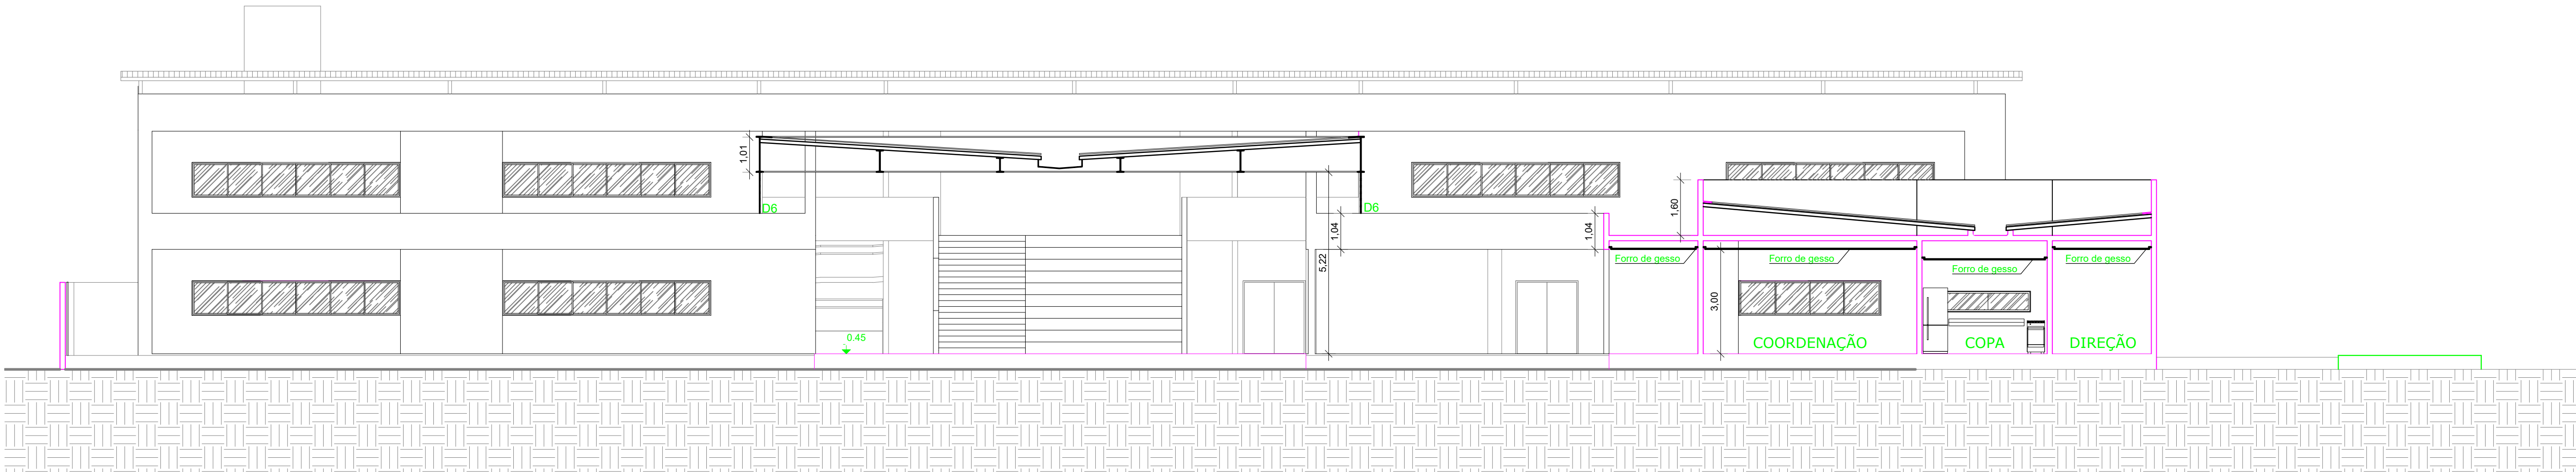 1,01
D6
D6
1,60
1,04
1,04
5,22
Forro de gesso
Forro de gesso
Forro de gesso
Forro de gesso
3,00
0.45
COORDENAÇÃO
COPA
DIREÇÃO